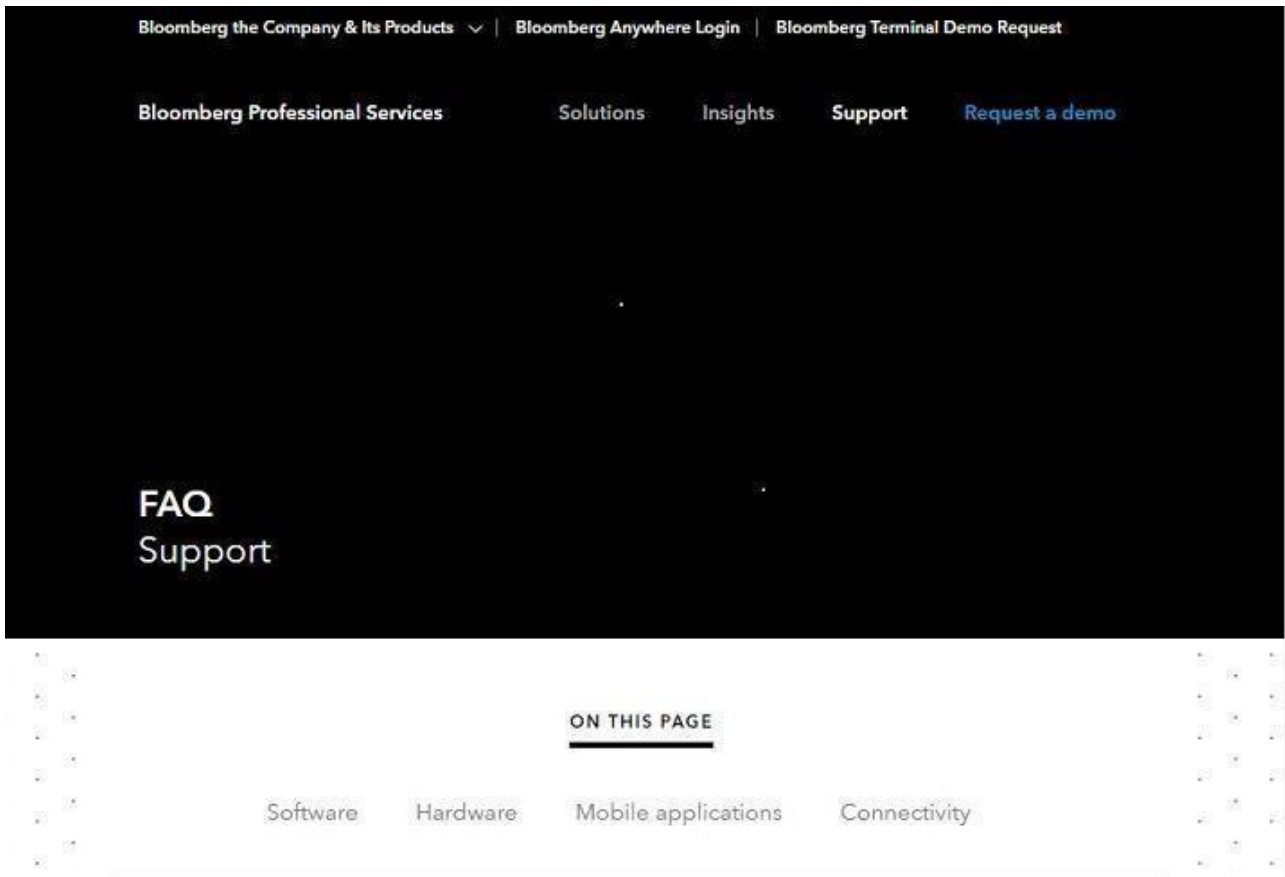 Bloomberg the Company & Its Products | Bloomberg Anywhere Login | Bloomberg Terminal Demo Request
Bloomberg Professional Services Solutions Insights Support Request a demo
FAQ
Support
ON THIS PAGE
Software Hardware Mobile applications Connectivity